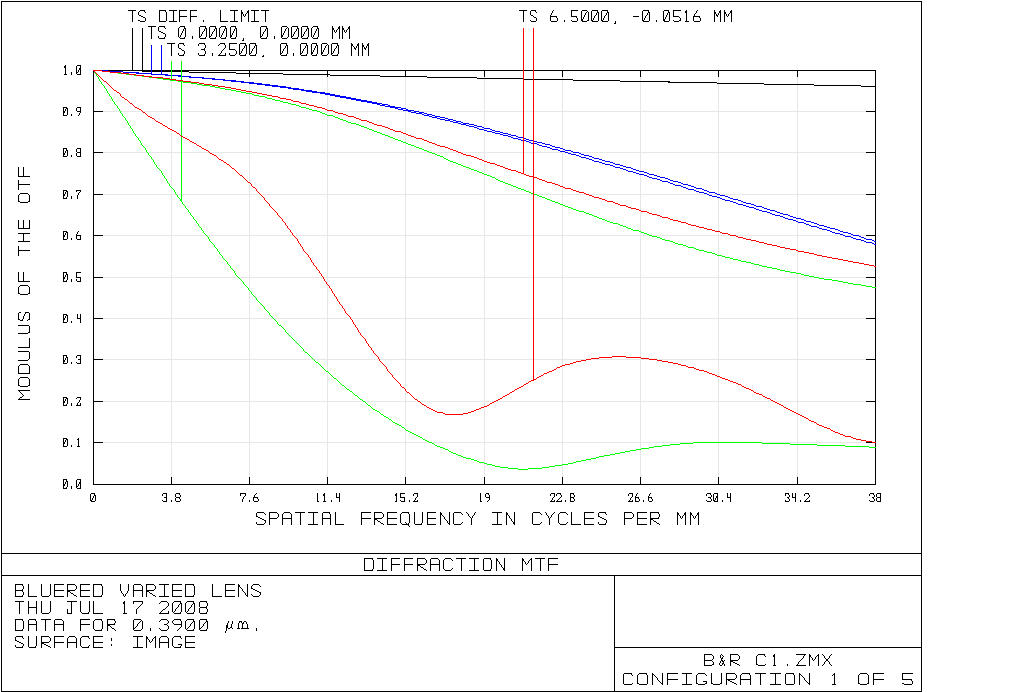 TS DIFF. LIMIT
TS 0.0000, 0.0000 MM
TS 3.2500, 0.0000 MM
TS 6.5000, -0.0516 MM
1.0
0.9
0.8
0.7
0.6
0.5
0.4
0.3
0.2
0.1
0.0
MODULUS OF THE OTF
0 3.8 7.6 11.4 15.2 19 22.8 26.6 30.4 34.2 38
SPATIAL FREQUENCY IN CYCLES PER MM
DIFFRACTION MTF
BLUERED VARIED LENS
THU JUL 17 2008
DATA FOR 0.3900 µm.
SURFACE: IMAGE
B&R C1.ZMX
CONFIGURATION 1 OF 5